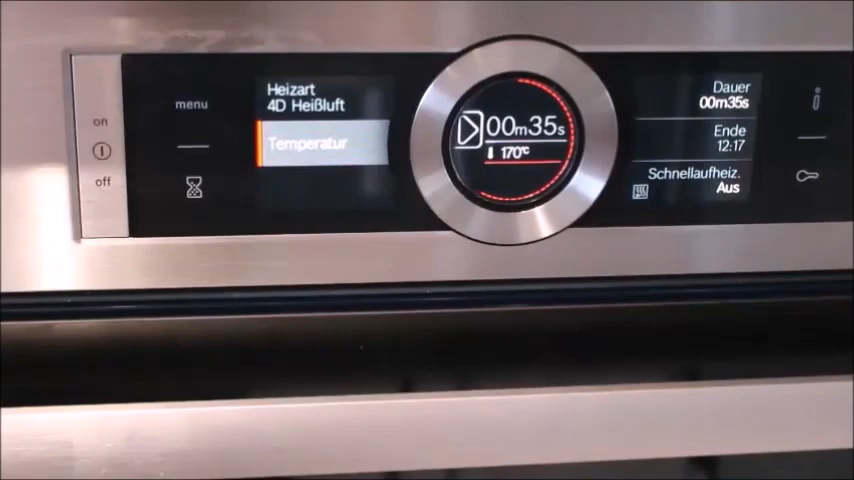 on
off
menu
Heizart
4D Heißluft
Temperatur
00m35s
170°C
Dauer
00m35s
Ende
12:17
Schnellaufheiz.
Aus
i